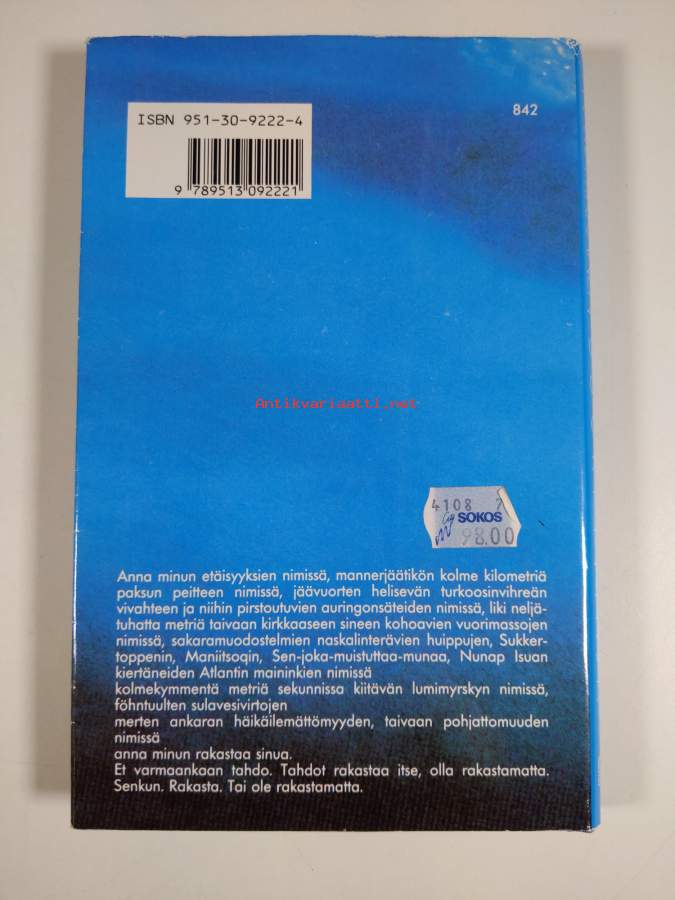 ISBN 951-30-9222-4
842
9 789513 092221
Antikvariaatti.net
4108 7
City SOKOS
98.00
Anna minun etäisyyksien nimissä, mannerjäätikön kolme kilometriä
paksun peitteen nimissä, jäävuorten helisevän turkoosinvihreän
vivahteen ja niihin pirstoutuvien auringonsäteiden nimissä, liki neljä-
tuhatta metriä taivaan kirkkaaseen sineen kohoavien vuorimassojen
nimissä, sakaramuodostelmien naskalinterävien huippujen, Sukker-
toppenin, Maniitsoqin, Sen-joka-muistuttaa-munaa, Nunap Isuan
kiertäneiden Atlantin maininkien nimissä
kolmekymmentä metriä sekunnissa kiitävän lumimyrskyn nimissä,
föhntuulten sulavesivirtojen
merten ankaran häikäilemättömyyden, taivaan pohjattomuuden
nimissä
anna minun rakastaa sinua.
Et varmaankaan tahdo. Tahdot rakastaa itse, olla rakastamatta.
Senkun. Rakasta. Tai ole rakastamatta.